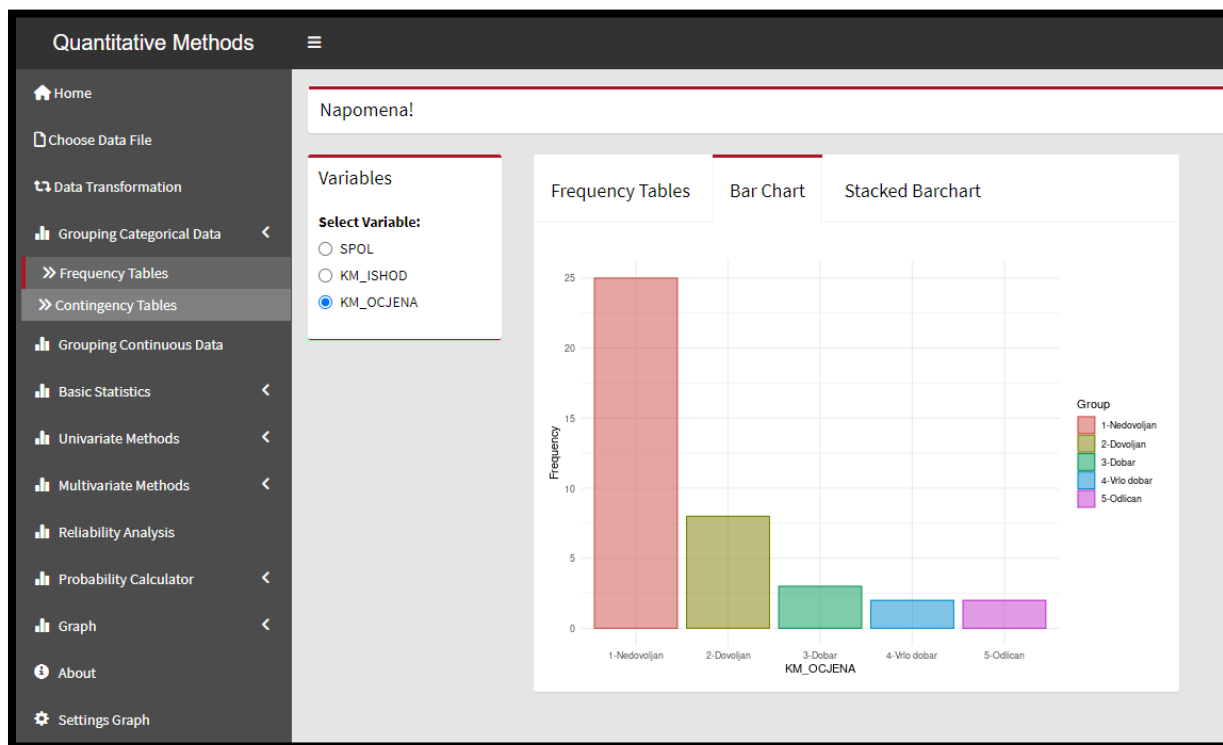 Quantitative Methods
Home
Choose Data File
Data Transformation
Grouping Categorical Data
Frequency Tables
Contingency Tables
Grouping Continuous Data
Basic Statistics
Univariate Methods
Multivariate Methods
Reliability Analysis
Probability Calculator
Graph
About
Settings Graph
Napomena!
Variables
Select Variable:
SPOL
KM_ISHOD
KM_OCJENA
Frequency Tables Bar Chart Stacked Barchart
25
20
15
10
5
0
Frequency
1-Nedovoljan 2-Dovoljan 3-Dobar 4-Vrlo dobar 5-Odlican
KM_OCJENA
Group
1-Nedovoljan
2-Dovoljan
3-Dobar
4-Vrlo dobar
5-Odlican